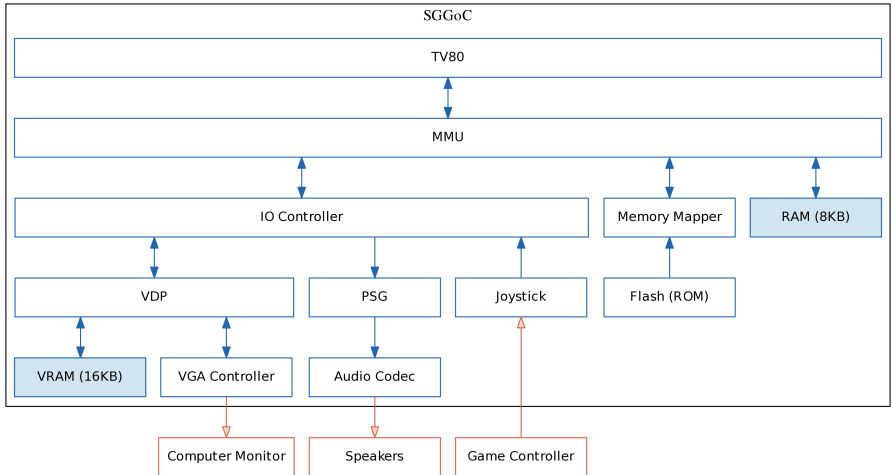 SGGoC
TV80
MMU
IO Controller
Memory Mapper
RAM (8KB)
VDP
PSG
Joystick
Flash (ROM)
VRAM (16KB)
VGA Controller
Audio Codec
Computer Monitor
Speakers
Game Controller